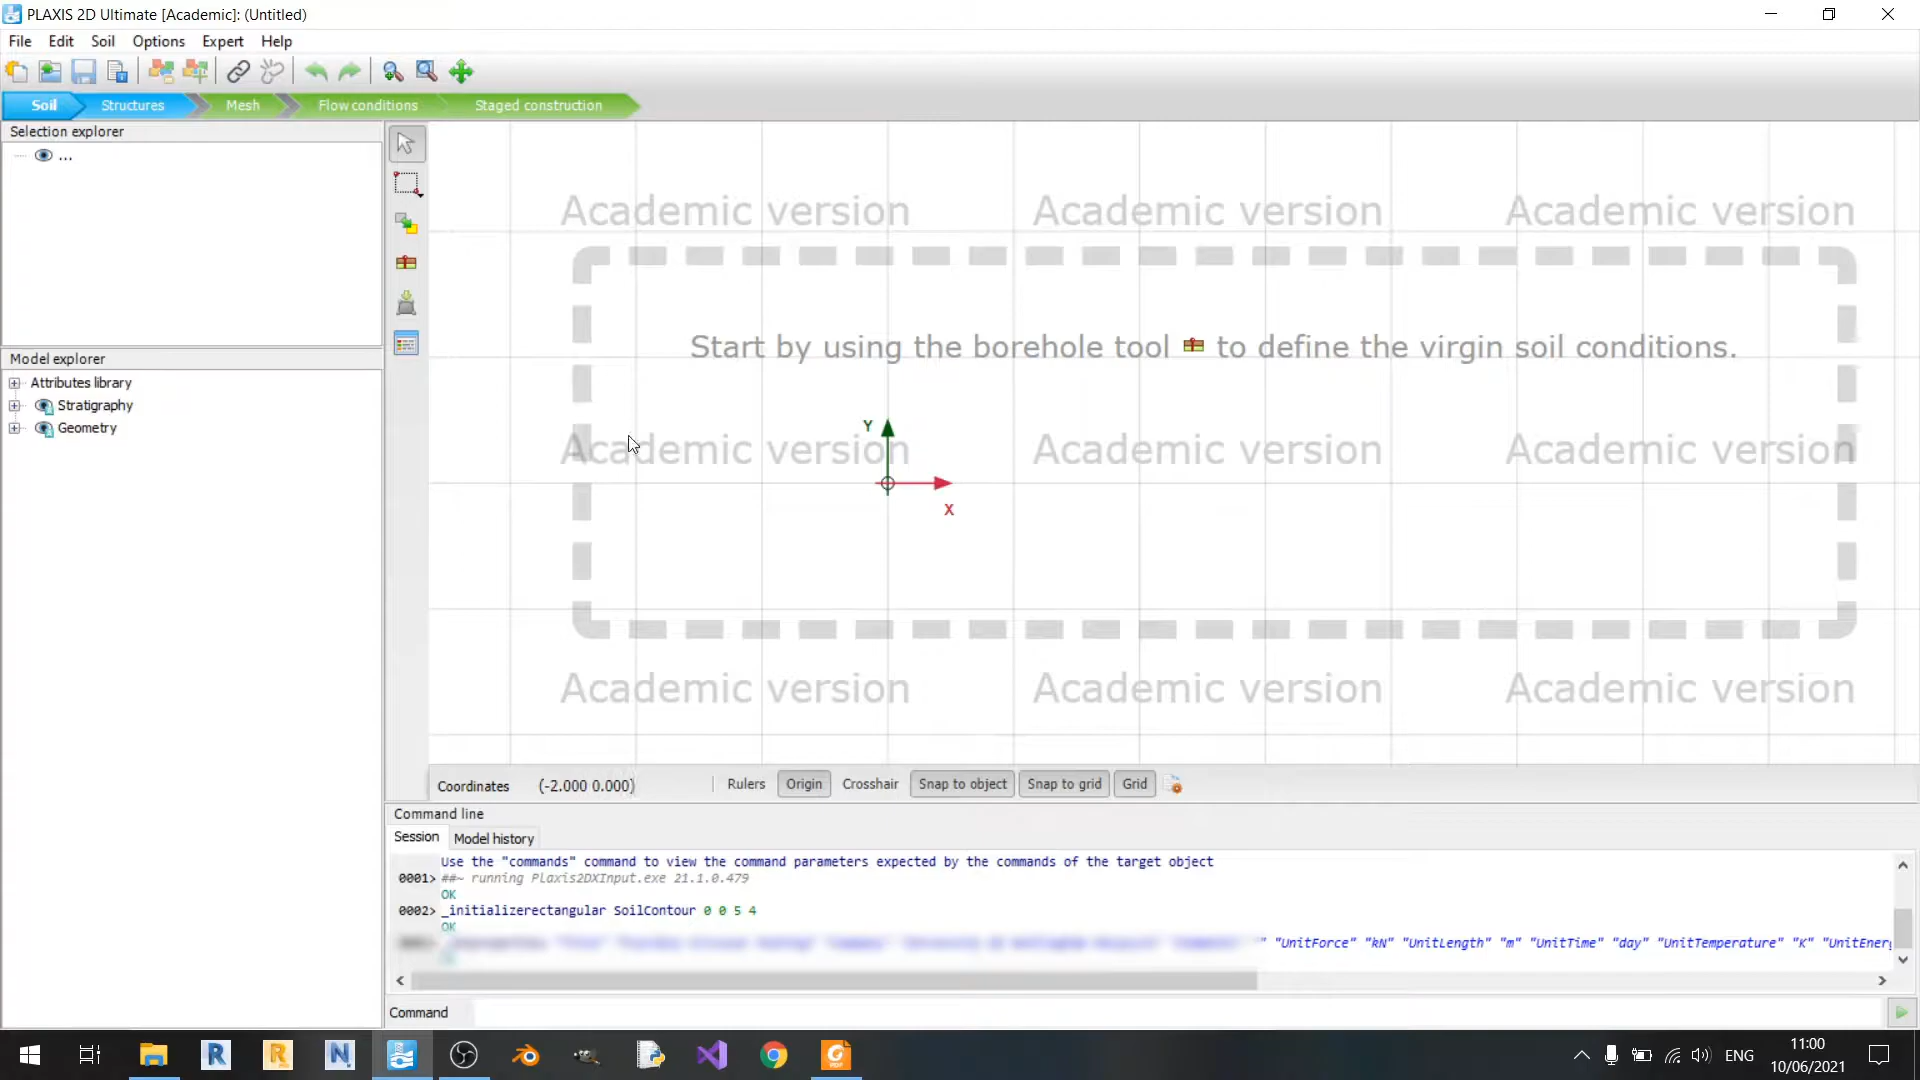 PLAXIS 2D Ultimate [Academic]: (Untitled)
File Edit Soil Options Expert Help
Soil Structures Mesh Flow conditions Staged construction
Selection explorer
...
Model explorer
Attributes library
Stratigraphy
Geometry
Academic version Academic version Academic version
Start by using the borehole tool to define the virgin soil conditions.
Y
Academic version Academic version Academic version
X
Academic version Academic version Academic version
Coordinates (-2.000 0.000) Rulers Origin Crosshair Snap to object Snap to grid Grid
Command line
Session Model history
Use the "commands" command to view the command parameters expected by the commands of the target object
0001> ##~ running Plaxis2DXInput.exe 21.1.0.479
OK
0002> _initializerectangular SoilContour 0 0 5 4
OK
" "UnitForce" "kN" "UnitLength" "m" "UnitTime" "day" "UnitTemperature" "K" "UnitEner
Command
R R N ENG 11:00
10/06/2021